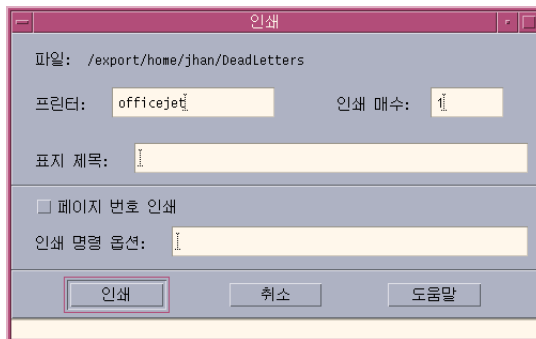 인쇄
파일: /export/home/jhan/DeadLetters
프린터: officejet 인쇄 매수: 1
표지 제목:
페이지 번호 인쇄
인쇄 명령 옵션:
인쇄 취소 도움말